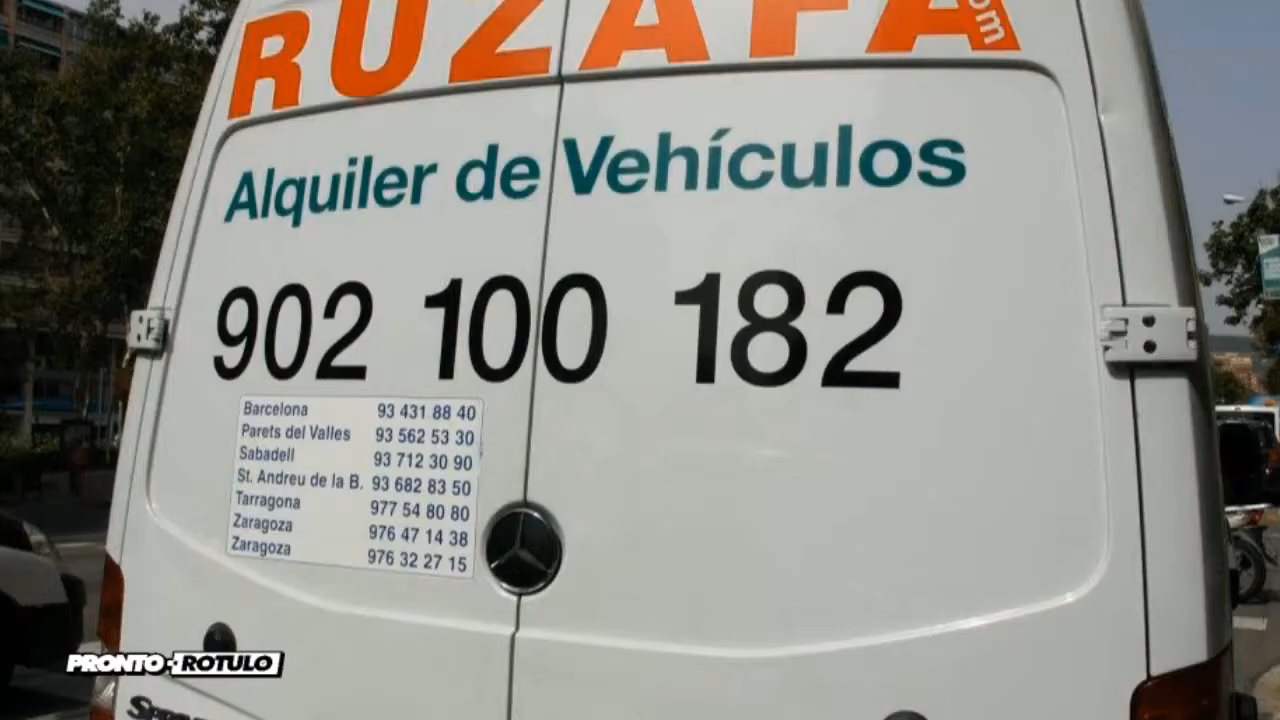 RUZAFA.com
Alquiler de Vehículos
902 100 182
Barcelona 93 431 88 40
Parets del Valles 93 562 53 30
Sabadell 93 712 30 90
St. Andreu de la B. 93 682 83 50
Tarragona 977 54 80 80
Zaragoza 976 47 14 38
Zaragoza 976 32 27 15
PRONTO-ROTULO